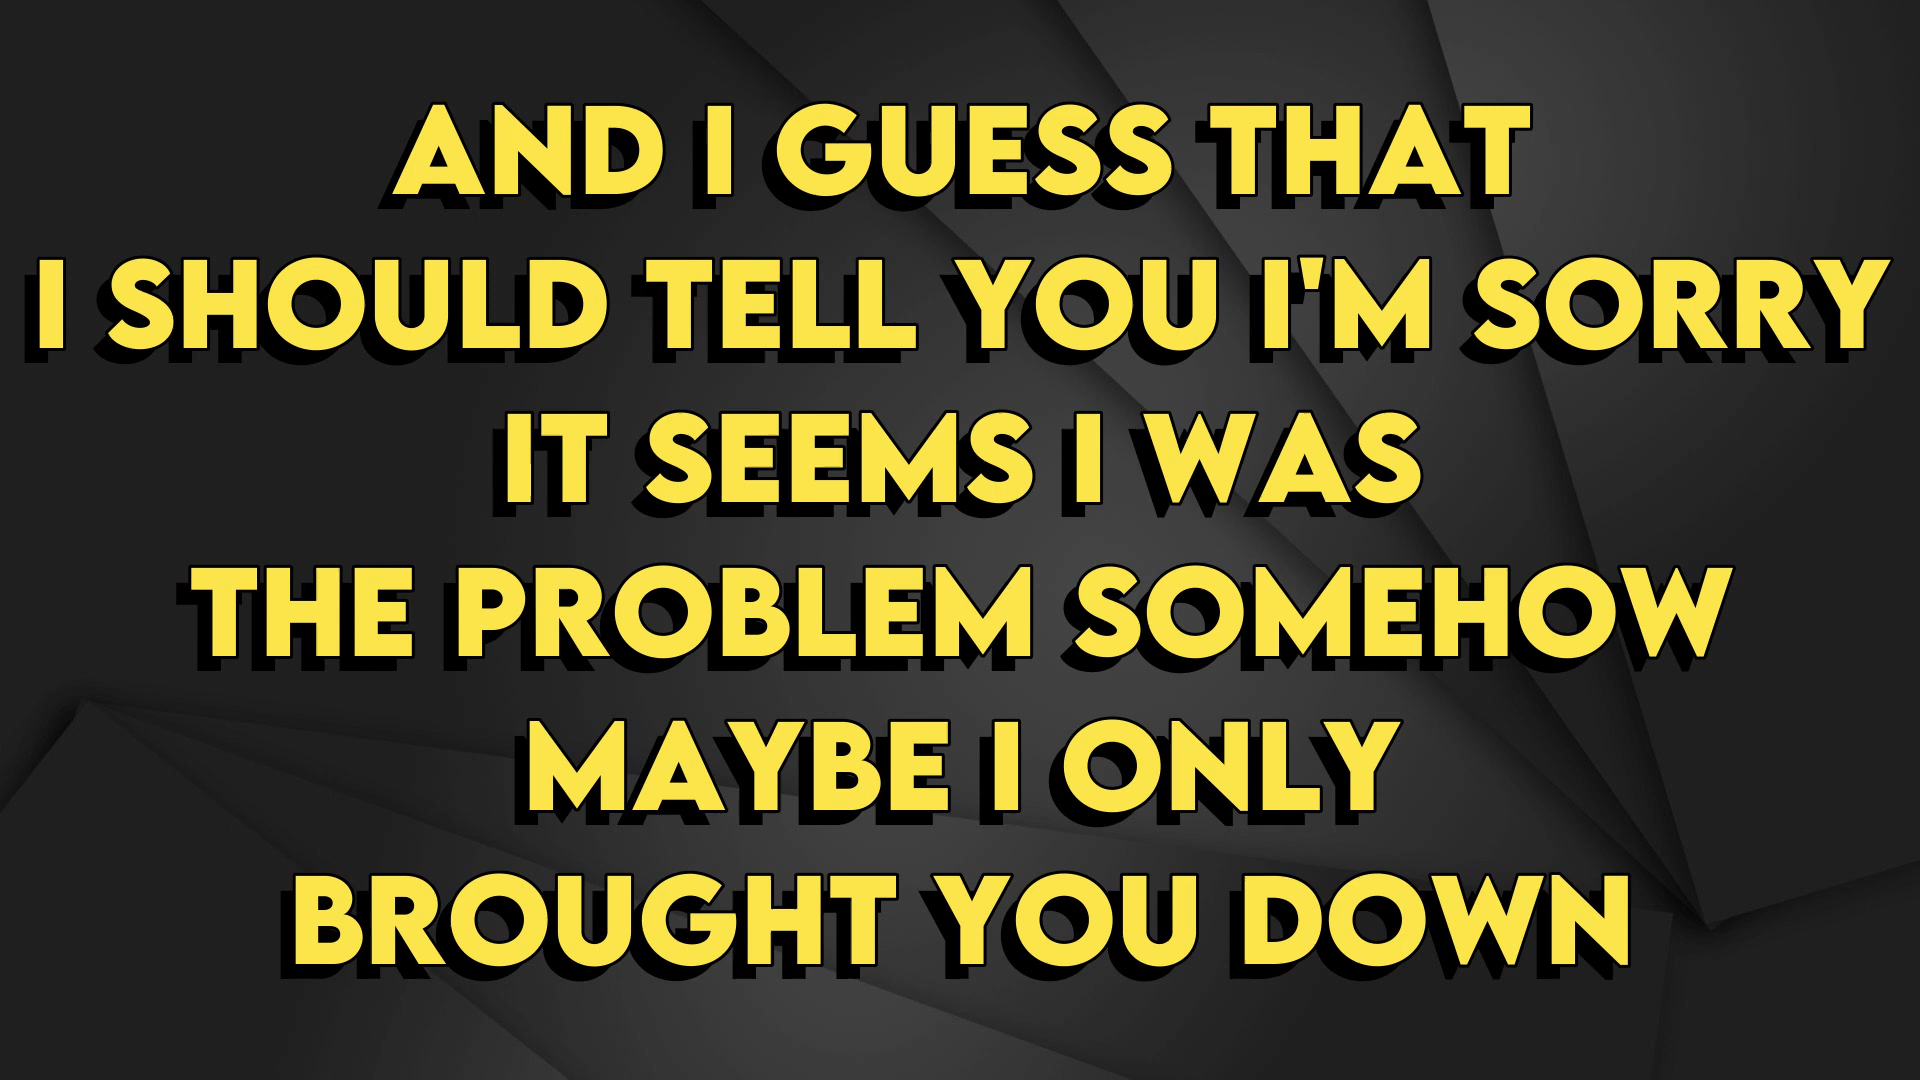 AND I GUESS THAT
I SHOULD TELL YOU I'M SORRY
IT SEEMS I WAS
THE PROBLEM SOMEHOW
MAYBE I ONLY
BROUGHT YOU DOWN